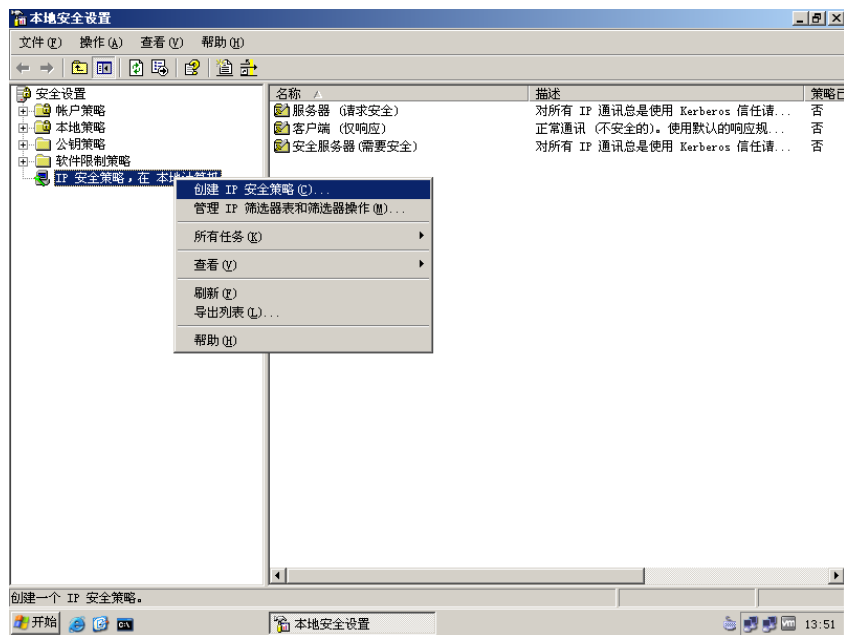 本地安全设置
文件(F) 操作(A) 查看(V) 帮助(H)
安全设置
帐户策略
本地策略
公钥策略
软件限制策略
IP 安全策略，在 本地计算机
名称 描述 策略已
服务器 (请求安全) 对所有 IP 通讯总是使用 Kerberos 信任请... 否
客户端 (仅响应) 正常通讯 (不安全的)。使用默认的响应规... 否
安全服务器(需要安全) 对所有 IP 通讯总是使用 Kerberos 信任请... 否
创建 IP 安全策略(C)...
管理 IP 筛选器表和筛选器操作(M)...
所有任务(K)
查看(V)
刷新(F)
导出列表(L)...
帮助(H)
创建一个 IP 安全策略。
开始 本地安全设置 13:51